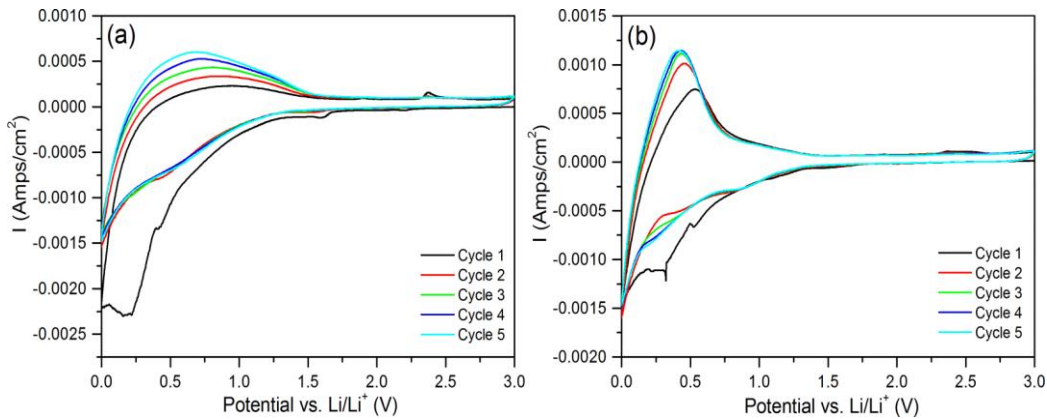 (a)
I (Amps/cm²)
0.0010
0.0005
0.0000
-0.0005
-0.0010
-0.0015
-0.0020
-0.0025
0.0
0.5
1.0
1.5
2.0
2.5
3.0
Potential vs. Li/Li⁺ (V)
Cycle 1
Cycle 2
Cycle 3
Cycle 4
Cycle 5
(b)
I (Amps/cm²)
0.0015
0.0010
0.0005
0.0000
-0.0005
-0.0010
-0.0015
-0.0020
0.0
0.5
1.0
1.5
2.0
2.5
3.0
Potential vs. Li/Li⁺ (V)
Cycle 1
Cycle 2
Cycle 3
Cycle 4
Cycle 5